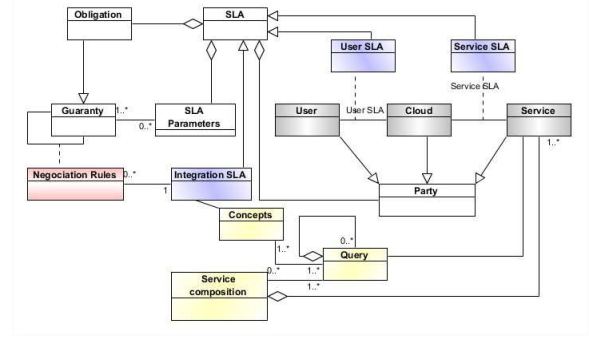 Obligation
SLA
User SLA
Service SLA
Service SLA
Guaranty
1..*
0..*
SLA
Parameters
User
User SLA
Cloud
Service
1..*
Negociation Rules
0..*
1
Integration SLA
Party
Concepts
1..*
0..*
Query
0..*
1..*
1..*
Service
composition